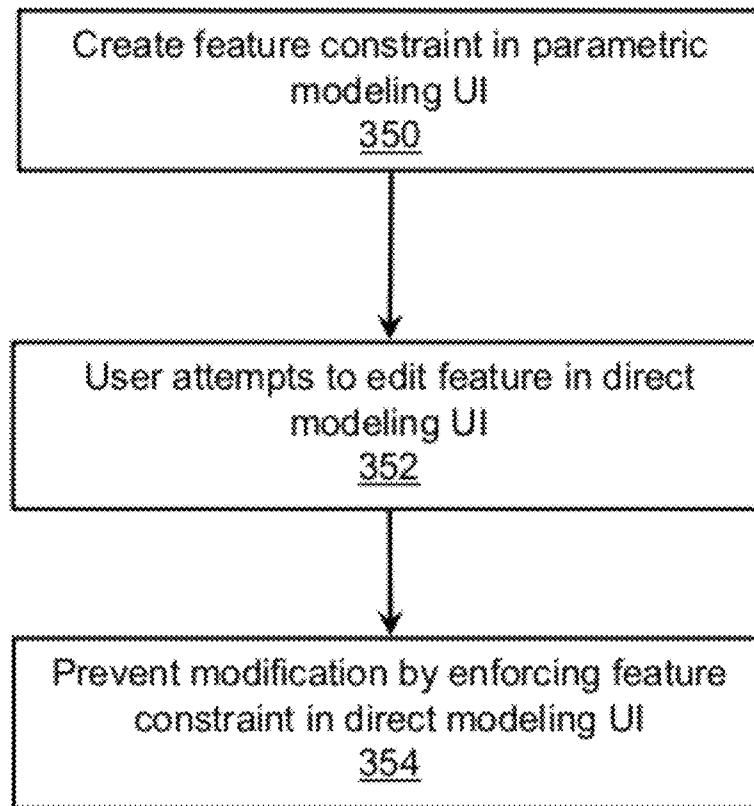 Create feature constraint in parametric
modeling UI
350
User attempts to edit feature in direct
modeling UI
352
Prevent modification by enforcing feature
constraint in direct modeling UI
354